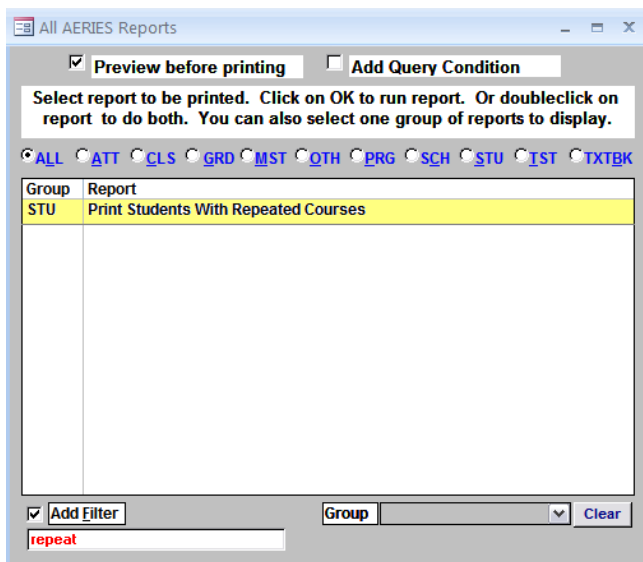 All AERIES Reports
Preview before printing Add Query Condition
Select report to be printed. Click on OK to run report. Or doubleclick on
report to do both. You can also select one group of reports to display.
ALL ATT CLS GRD MST OTH PRG SCH STU TST TXTBK
Group Report
STU Print Students With Repeated Courses
Add Filter Group Clear
repeat